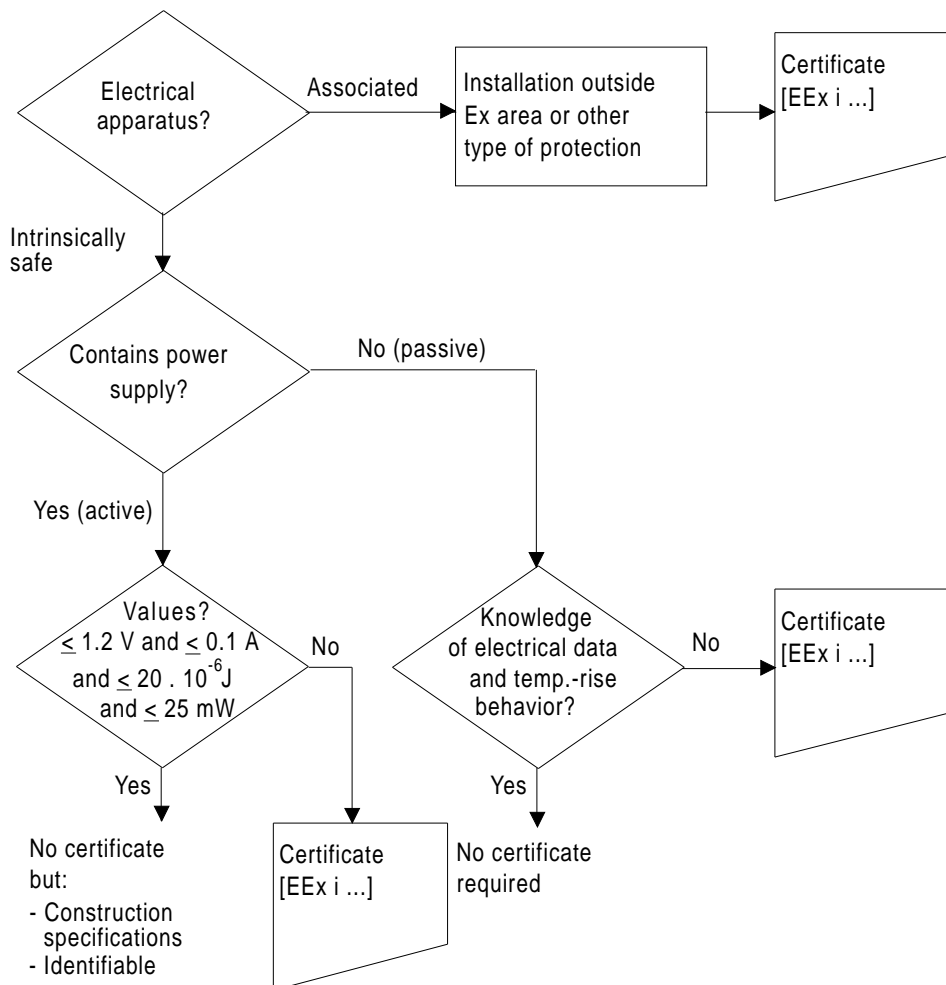 Electrical
apparatus?
Associated
Installation outside
Ex area or other
type of protection
Certificate
[EEx i ...]
Intrinsically
safe
Contains power
supply?
No (passive)
Yes (active)
Values?
≤ 1.2 V and ≤ 0.1 A
and ≤ 20 . 10⁻⁶J
and ≤ 25 mW
No
Knowledge
of electrical data
and temp.-rise
behavior?
No
Certificate
[EEx i ...]
Yes
No certificate
but:
- Construction
specifications
- Identifiable
Certificate
[EEx i ...]
Yes
No certificate
required